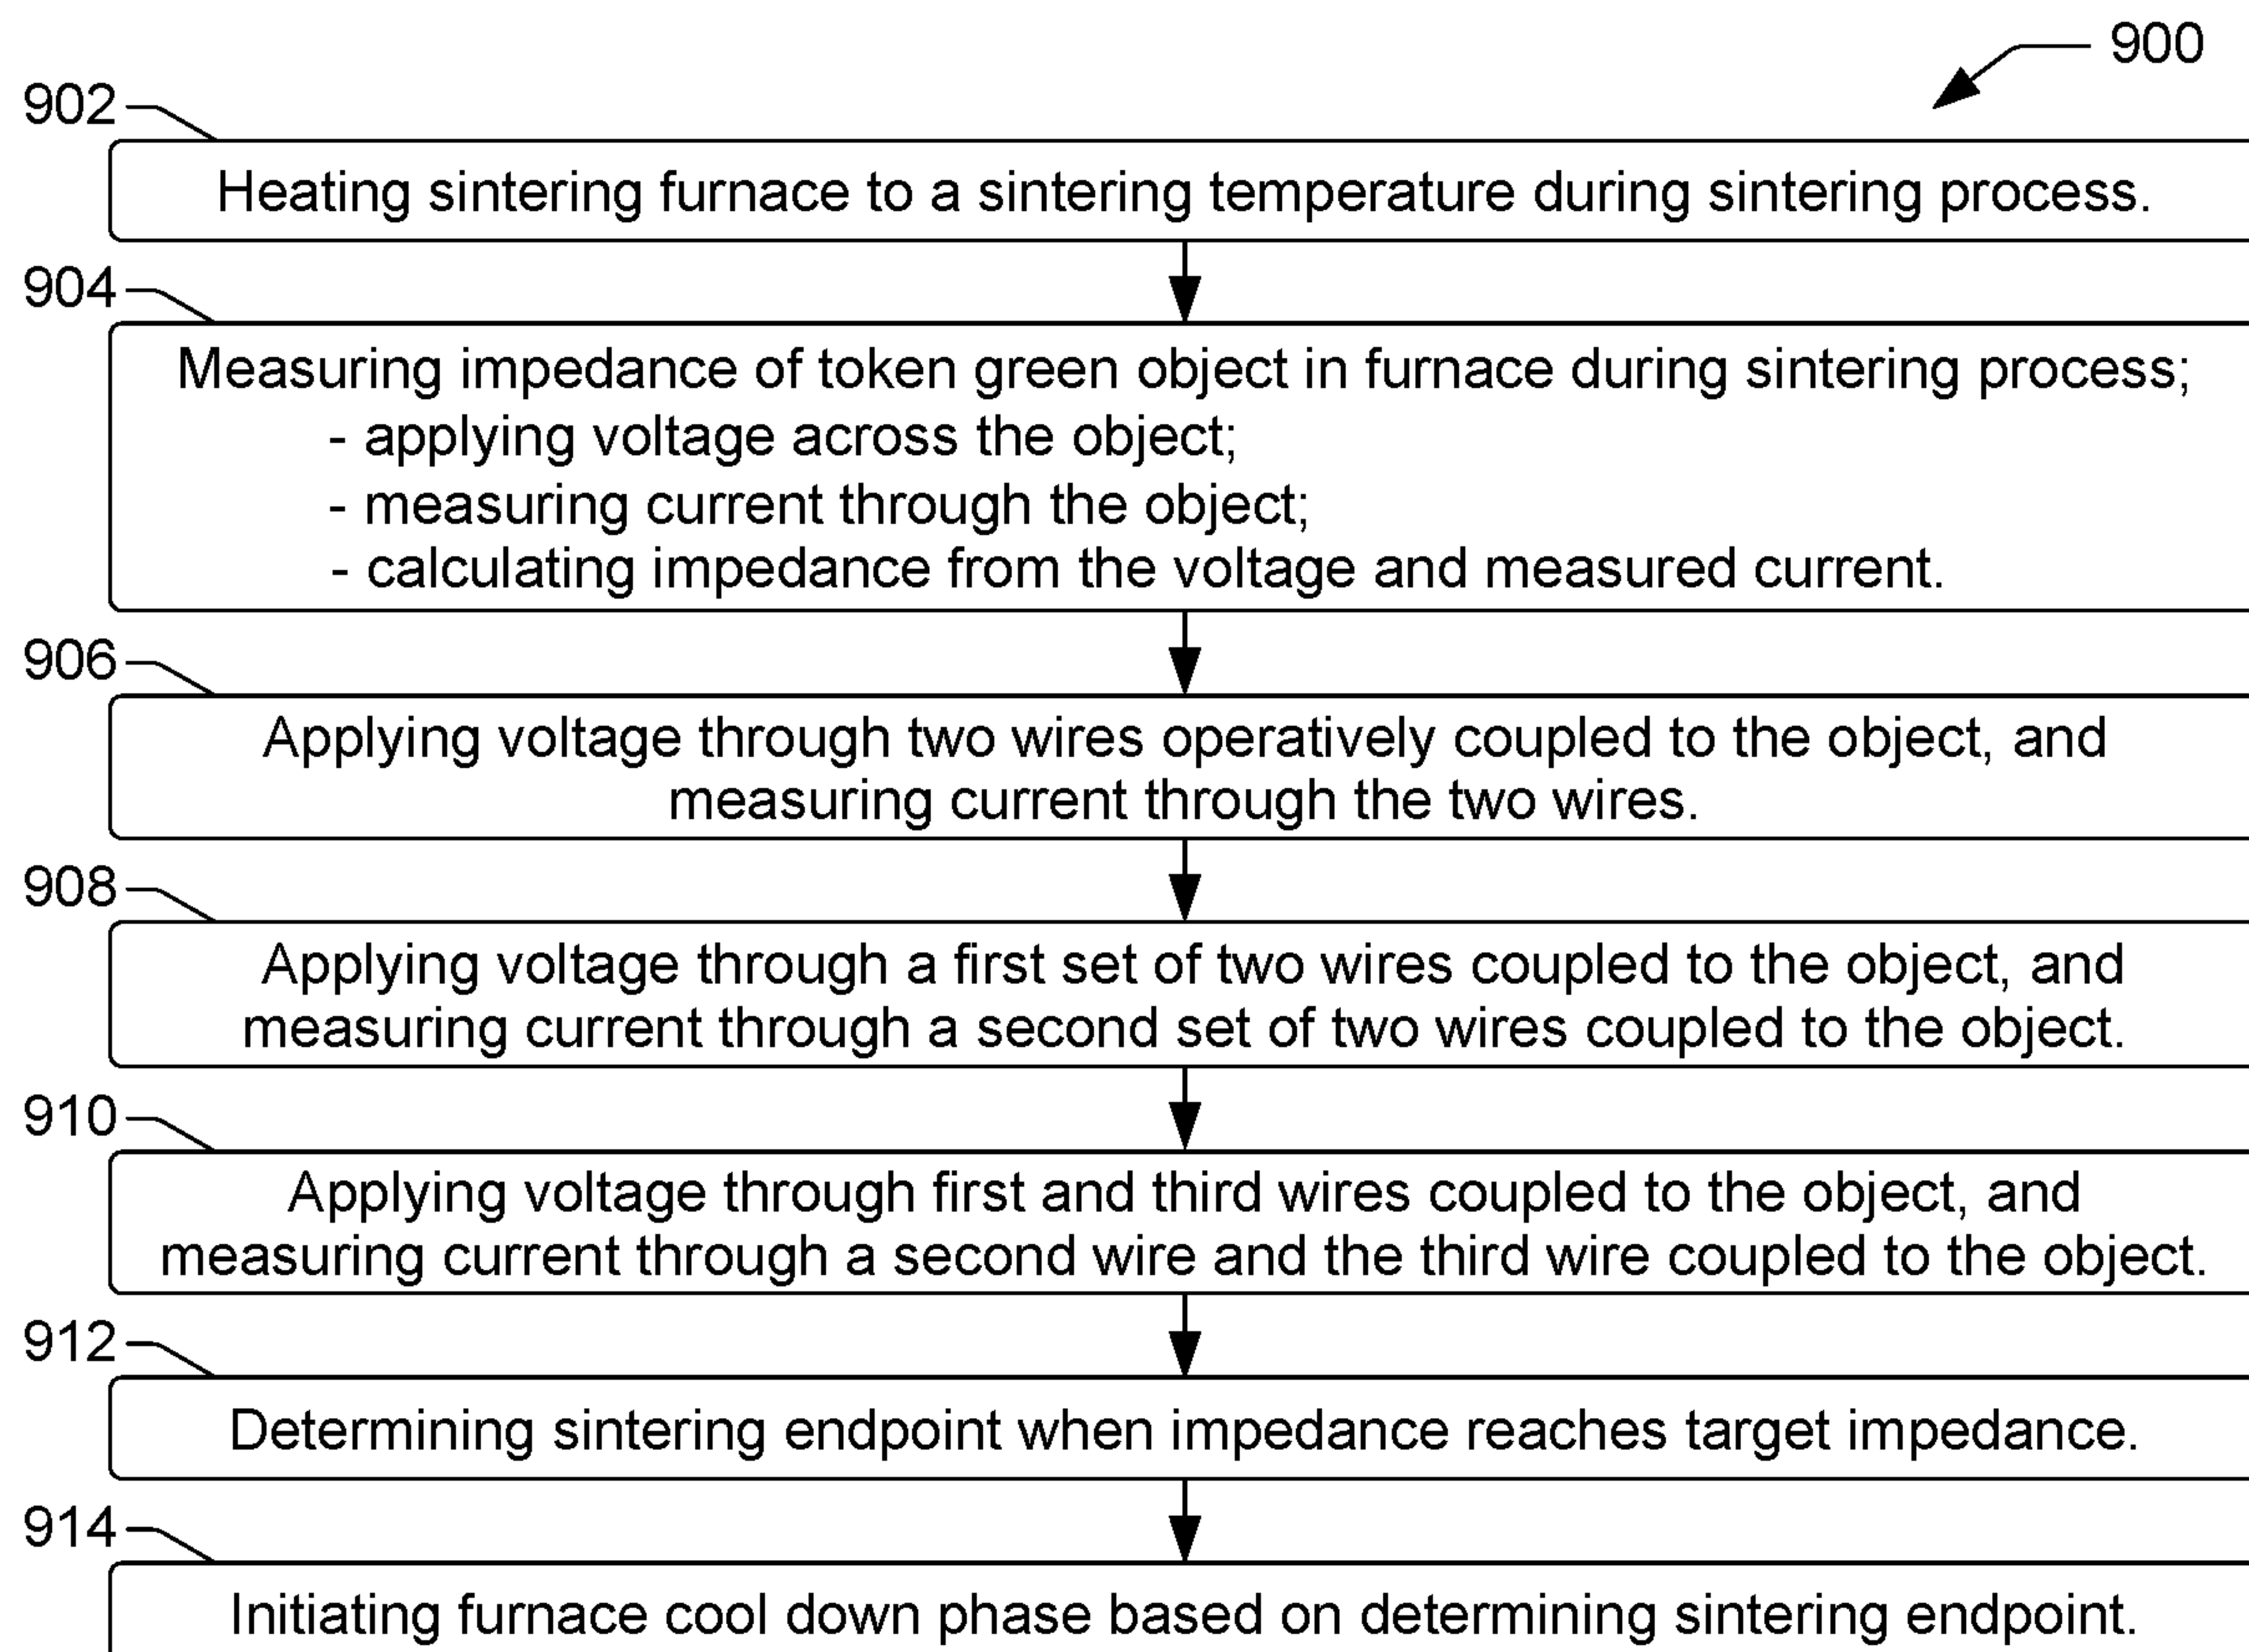 900
902
Heating sintering furnace to a sintering temperature during sintering process.
904
Measuring impedance of token green object in furnace during sintering process;
- applying voltage across the object;
- measuring current through the object;
- calculating impedance from the voltage and measured current.
906
Applying voltage through two wires operatively coupled to the object, and
measuring current through the two wires.
908
Applying voltage through a first set of two wires coupled to the object, and
measuring current through a second set of two wires coupled to the object.
910
Applying voltage through first and third wires coupled to the object, and
measuring current through a second wire and the third wire coupled to the object.
912
Determining sintering endpoint when impedance reaches target impedance.
914
Initiating furnace cool down phase based on determining sintering endpoint.